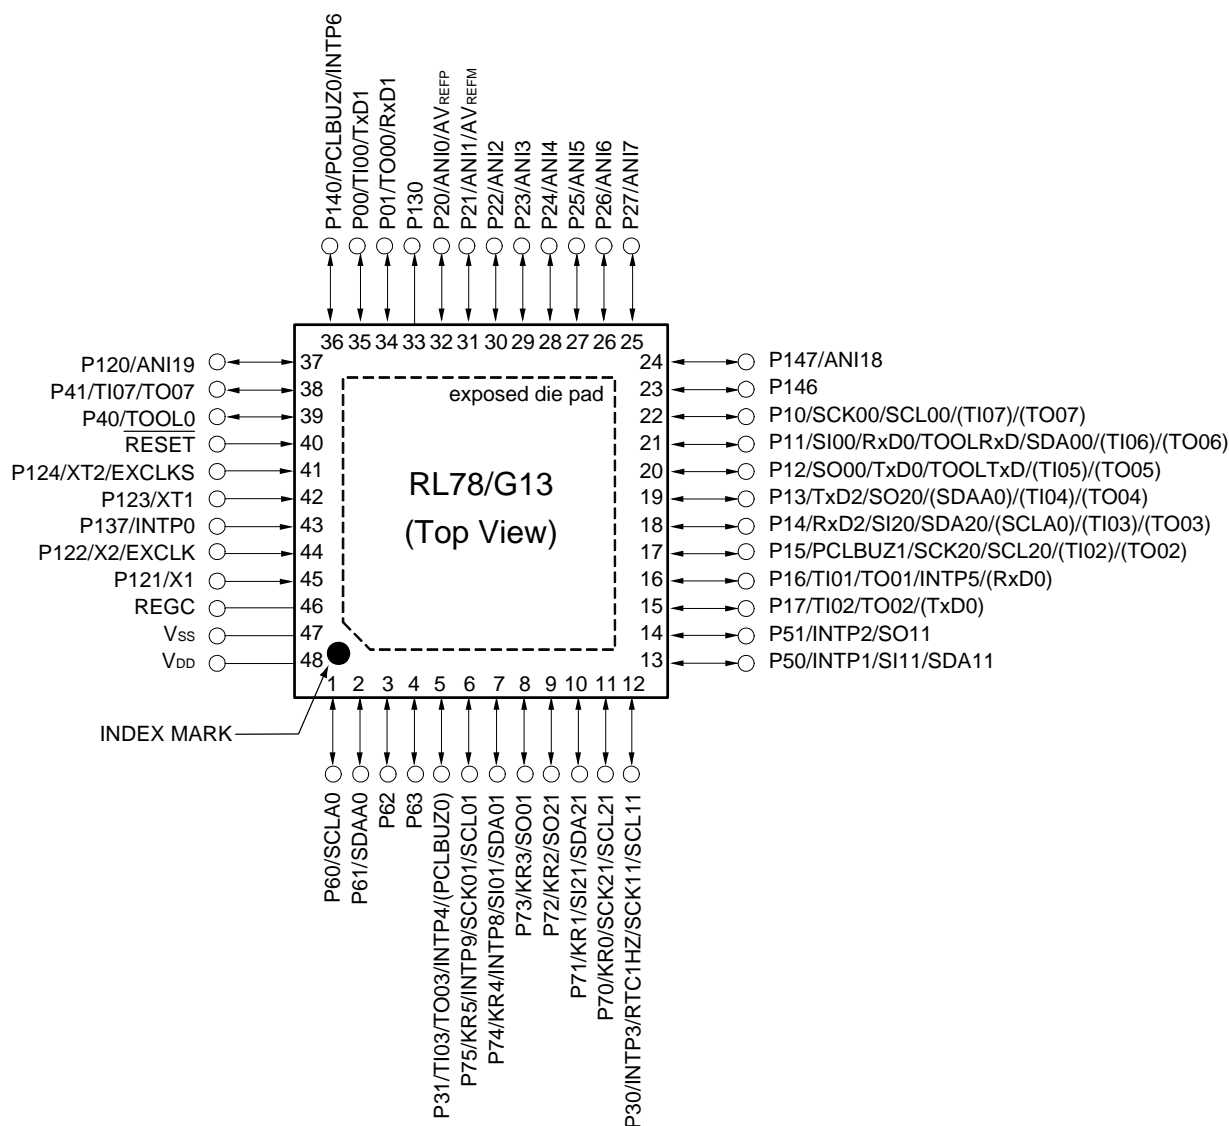 P140/PCLBUZ0/INTP6
P00/TI00/TxD1
P01/TO00/RxD1
P130
P20/ANI0/AVREFP
P21/ANI1/AVREFM
P22/ANI2
P23/ANI3
P24/ANI4
P25/ANI5
P26/ANI6
P27/ANI7
36 35 34 33 32 31 30 29 28 27 26 25
P120/ANI19 37
P41/TI07/TO07 38
P40/TOOL0 39
RESET 40
P124/XT2/EXCLKS 41
P123/XT1 42
P137/INTP0 43
P122/X2/EXCLK 44
P121/X1 45
REGC 46
VSS 47
VDD 48
exposed die pad
RL78/G13
(Top View)
24 P147/ANI18
23 P146
22 P10/SCK00/SCL00/(TI07)/(TO07)
21 P11/SI00/RxD0/TOOLRxD/SDA00/(TI06)/(TO06)
20 P12/SO00/TxD0/TOOLTxD/(TI05)/(TO05)
19 P13/TxD2/SO20/(SDAA0)/(TI04)/(TO04)
18 P14/RxD2/SI20/SDA20/(SCLA0)/(TI03)/(TO03)
17 P15/PCLBUZ1/SCK20/SCL20/(TI02)/(TO02)
16 P16/TI01/TO01/INTP5/(RxD0)
15 P17/TI02/TO02/(TxD0)
14 P51/INTP2/SO11
13 P50/INTP1/SI11/SDA11
1 2 3 4 5 6 7 8 9 10 11 12
INDEX MARK
P60/SCLA0
P61/SDAA0
P62
P63
P31/TI03/TO03/INTP4/(PCLBUZ0)
P75/KR5/INTP9/SCK01/SCL01
P74/KR4/INTP8/SI01/SDA01
P73/KR3/SO01
P72/KR2/SO21
P71/KR1/SI21/SDA21
P70/KR0/SCK21/SCL21
P30/INTP3/RTC1HZ/SCK11/SCL11